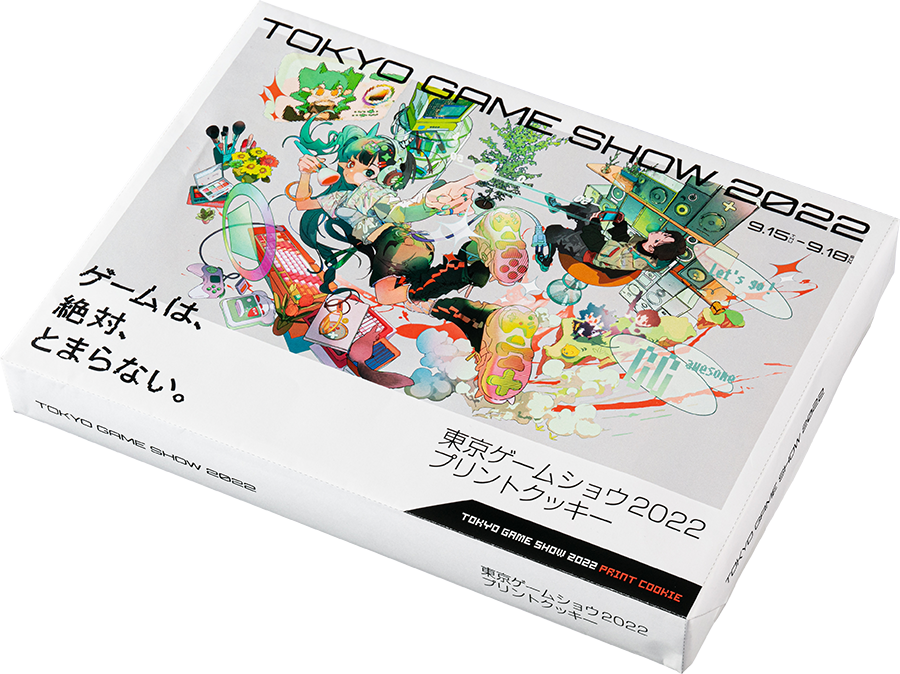 TOKYO GAME SHOW 2022
9.15 - 9.18
Let's go!
GG awesome
ゲームは、
絶対、
とまらない。
東京ゲームショウ2022
プリントクッキー
TOKYO GAME SHOW 2022 PRINT COOKIE
TOKYO GAME SHOW 2022
東京ゲームショウ2022
プリントクッキー
TOKYO GAME SHOW 2022